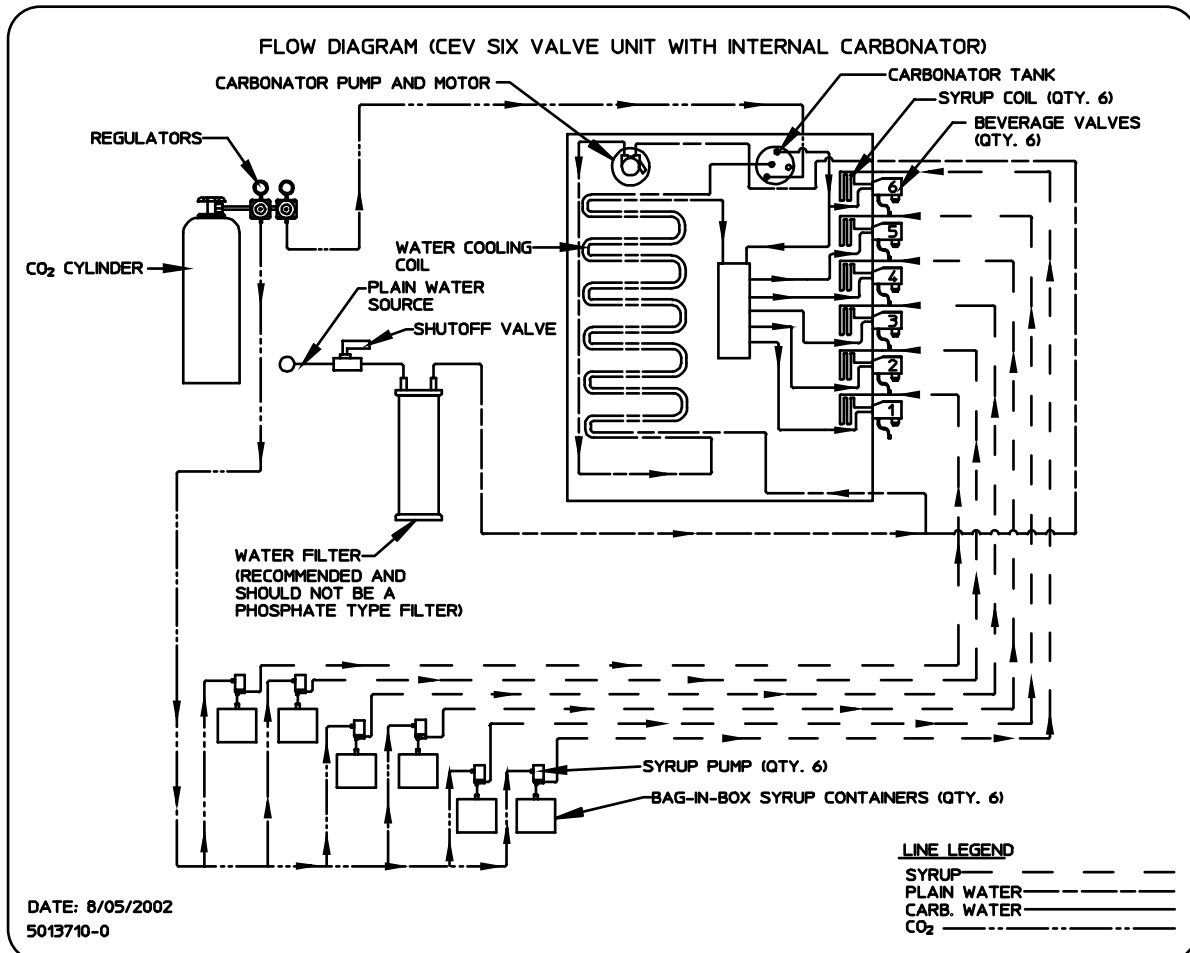 FLOW DIAGRAM (CEV SIX VALVE UNIT WITH INTERNAL CARBONATOR)
CARBONATOR PUMP AND MOTOR
CARBONATOR TANK
SYRUP COIL (QTY. 6)
BEVERAGE VALVES
(QTY. 6)
REGULATORS
CO₂ CYLINDER
WATER COOLING
COIL
PLAIN WATER
SOURCE
SHUTOFF VALVE
6
5
4
3
2
1
WATER FILTER
(RECOMMENDED AND
SHOULD NOT BE A
PHOSPHATE TYPE FILTER)
SYRUP PUMP (QTY. 6)
BAG-IN-BOX SYRUP CONTAINERS (QTY. 6)
LINE LEGEND
SYRUP
PLAIN WATER
CARB. WATER
CO₂
DATE: 8/05/2002
5013710-0